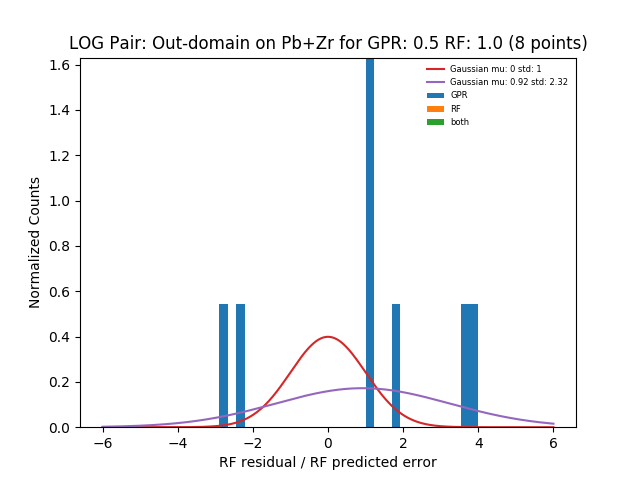 LOG Pair: Out-domain on Pb+Zr for GPR: 0.5 RF: 1.0 (8 points)
Gaussian mu: 0 std: 1
Gaussian mu: 0.92 std: 2.32
GPR
RF
both
Normalized Counts
1.6
1.4
1.2
1.0
0.8
0.6
0.4
0.2
0.0
−6 −4 −2 0 2 4 6
RF residual / RF predicted error